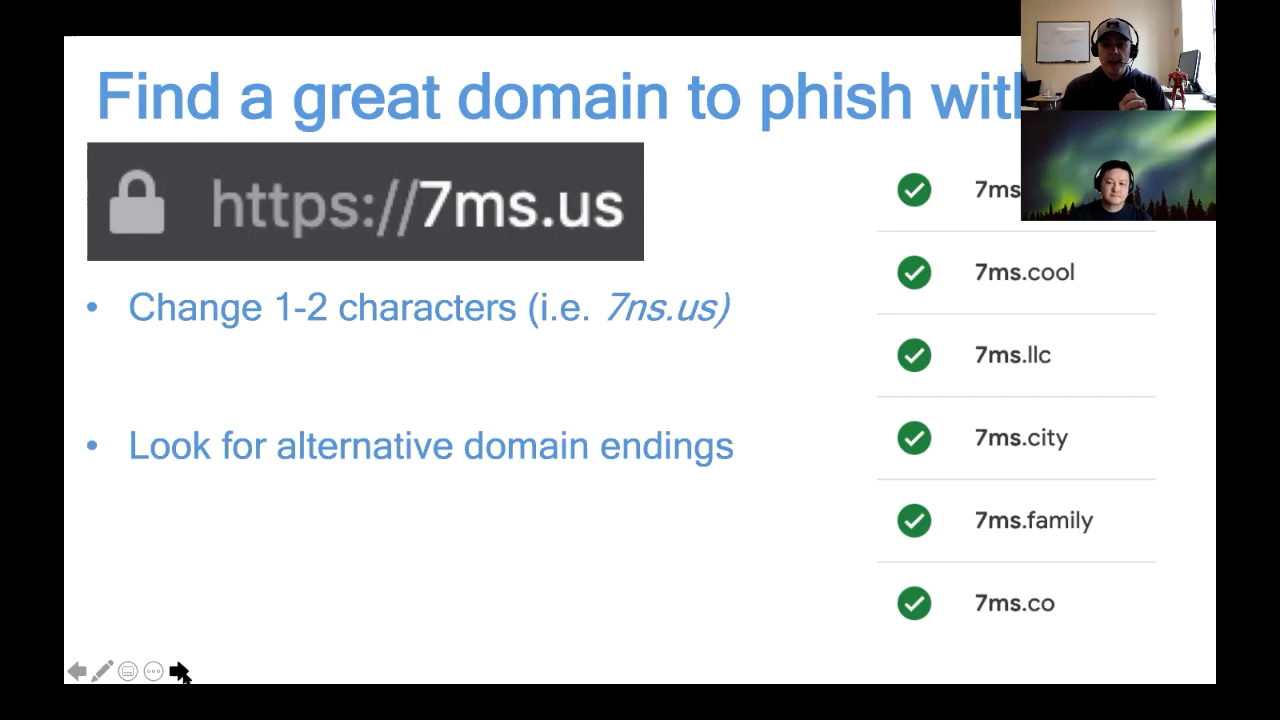 Find a great domain to phish
https://7ms.us
• Change 1-2 characters (i.e. 7ns.us)
• Look for alternative domain endings
7ms
7ms.cool
7ms.llc
7ms.city
7ms.family
7ms.co